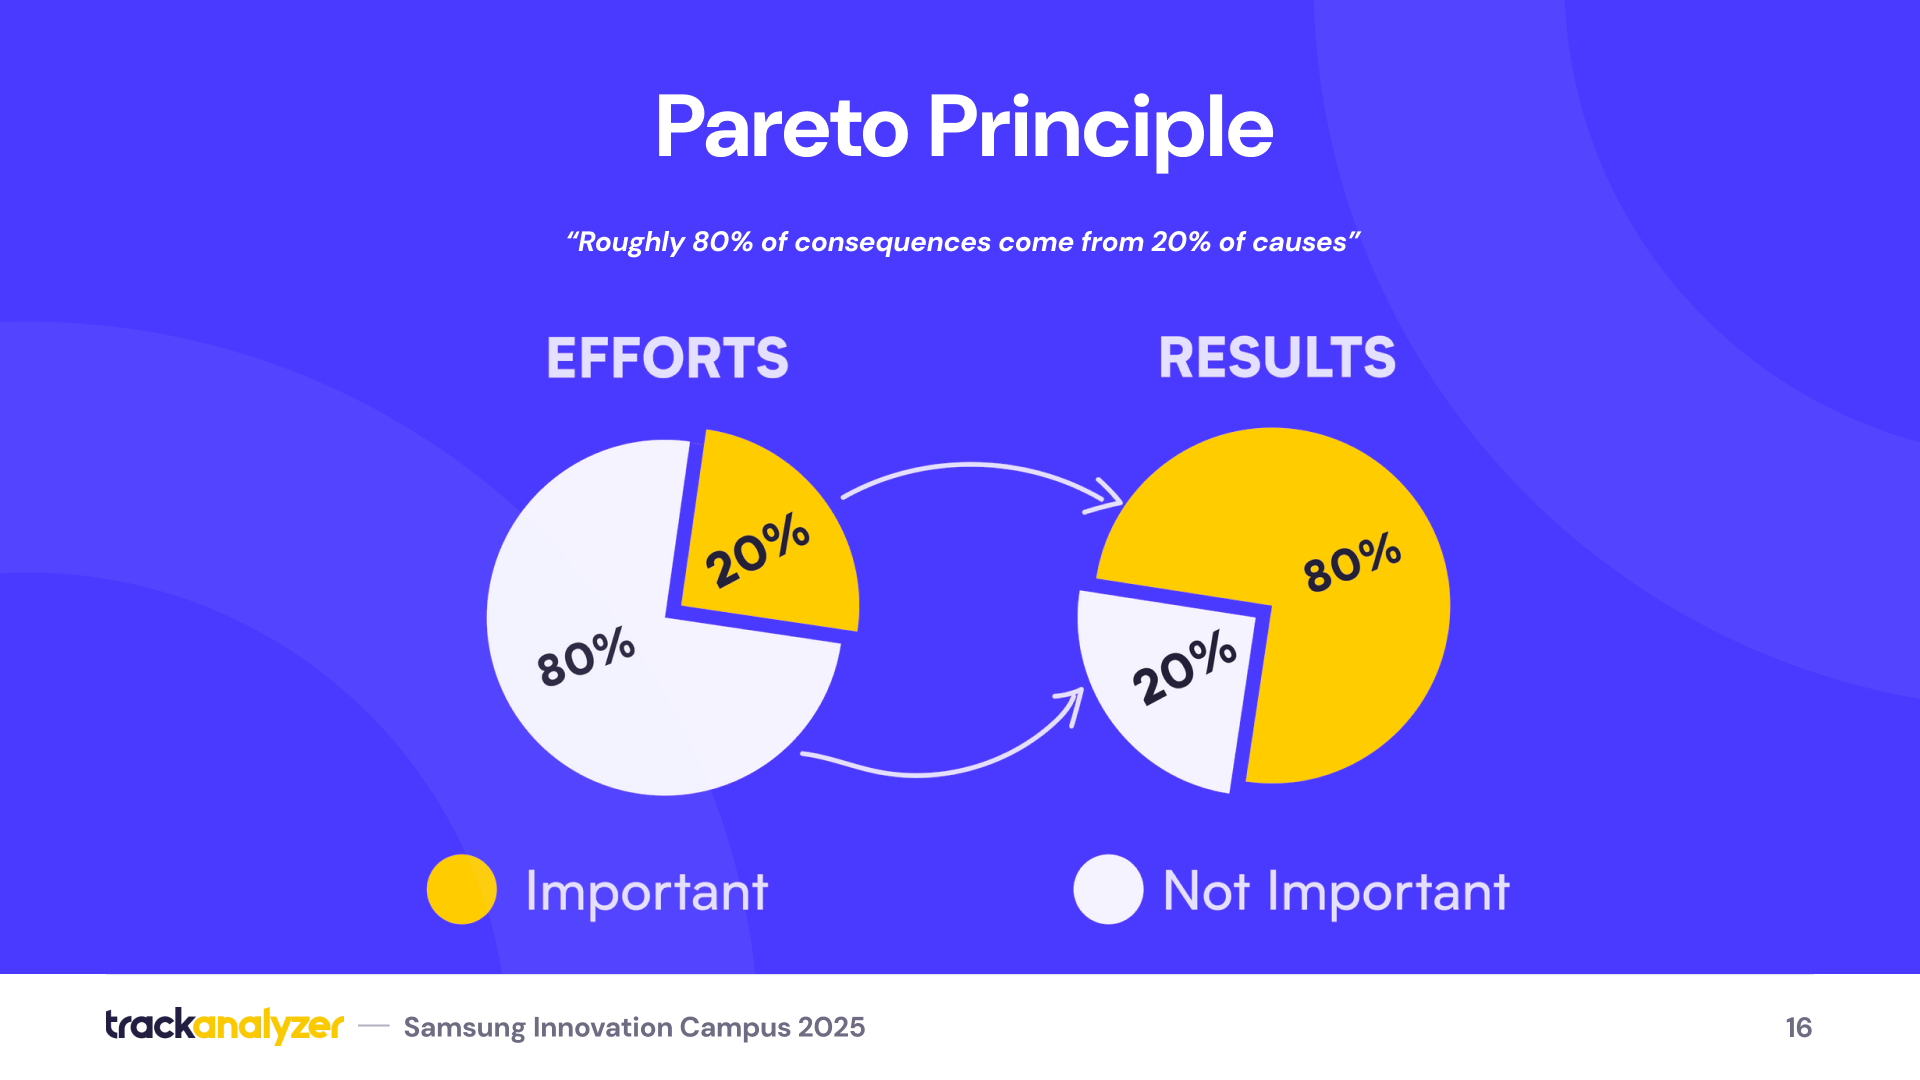 Pareto Principle
“Roughly 80% of consequences come from 20% of causes”
EFFORTS
RESULTS
20%
80%
80%
20%
Important
Not Important
trackanalyzer — Samsung Innovation Campus 2025
16